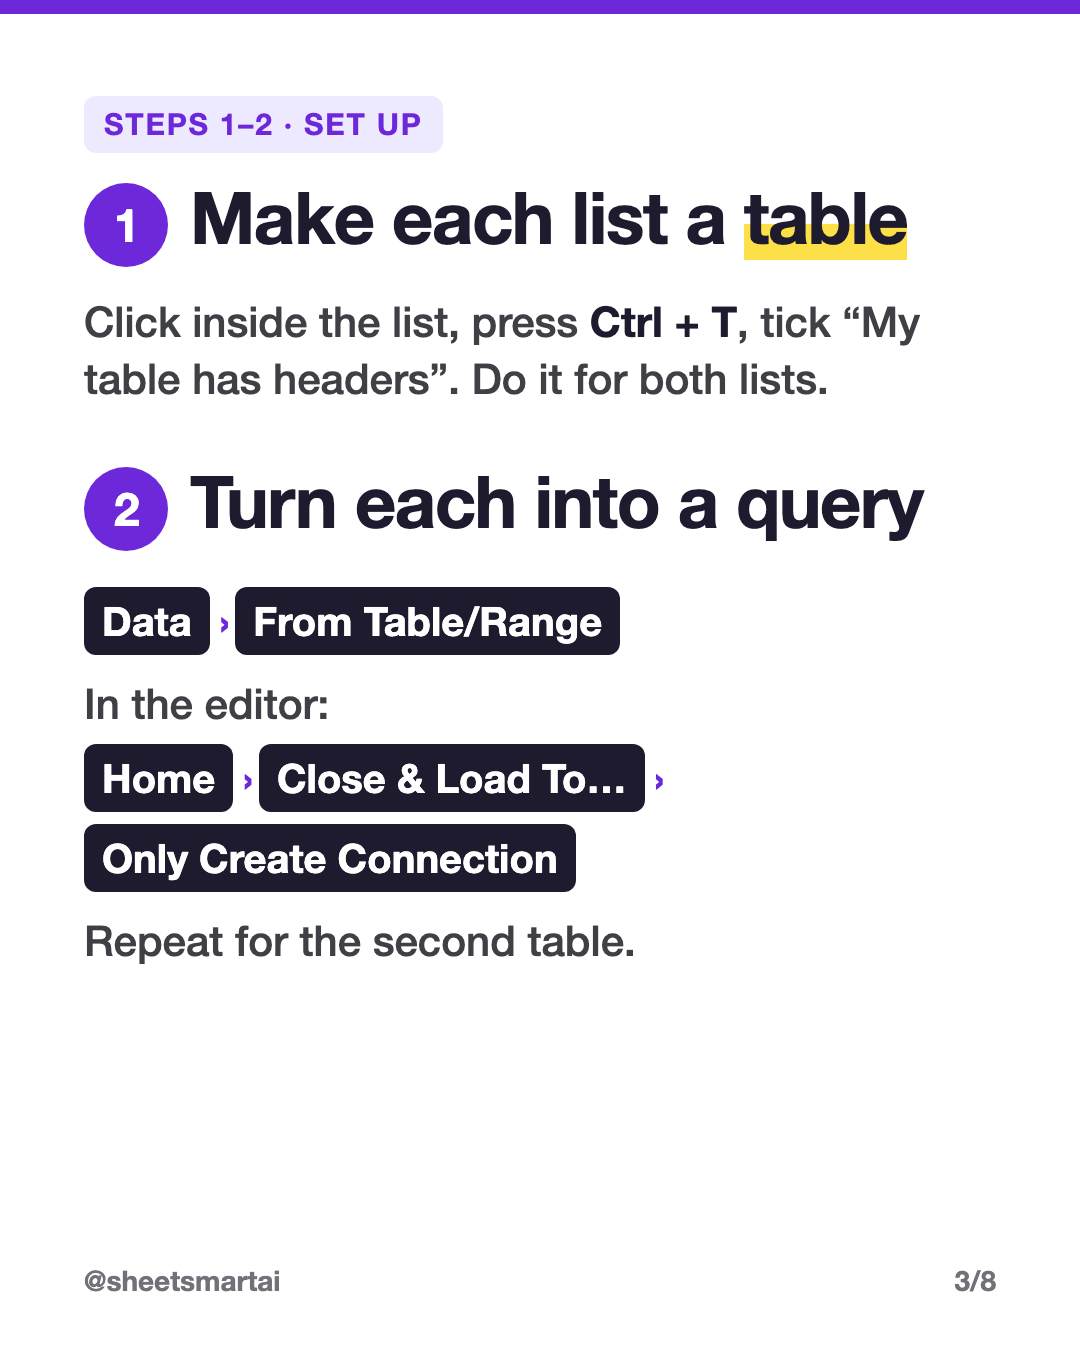 STEPS 1–2 · SET UP
1 Make each list a table
Click inside the list, press Ctrl + T, tick “My
table has headers”. Do it for both lists.
2 Turn each into a query
Data › From Table/Range
In the editor:
Home › Close & Load To... ›
Only Create Connection
Repeat for the second table.
@sheetsmartai 3/8